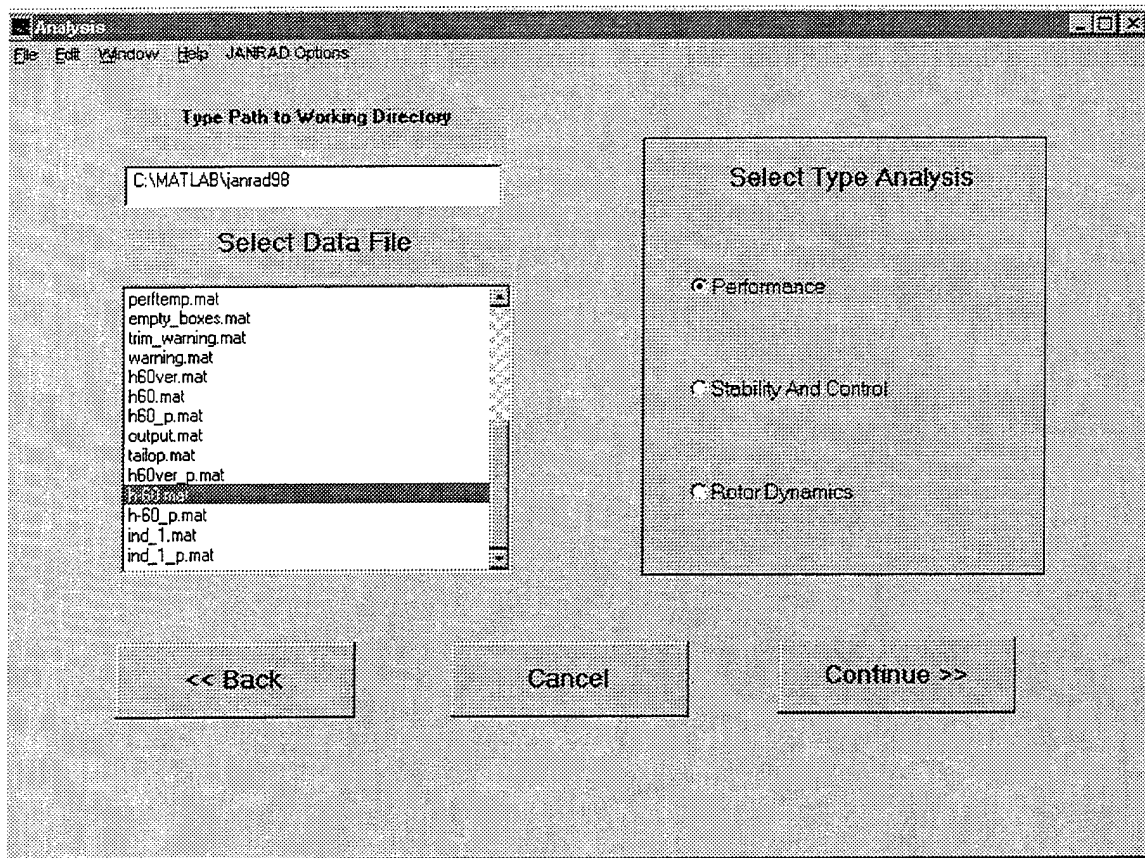 Analysis
File Edit Window Help JANRAD Options
Type Path to Working Directory
C:\MATLAB\janrad98
Select Data File
perftemp.mat
empty_boxes.mat
trim_warning.mat
warning.mat
h60ver.mat
h60.mat
h60_p.mat
output.mat
tailop.mat
h60ver_p.mat
h-60.mat
h-60_p.mat
ind_1.mat
ind_1_p.mat
Select Type Analysis
Performance
Stability And Control
Rotor Dynamics
<< Back
Cancel
Continue >>